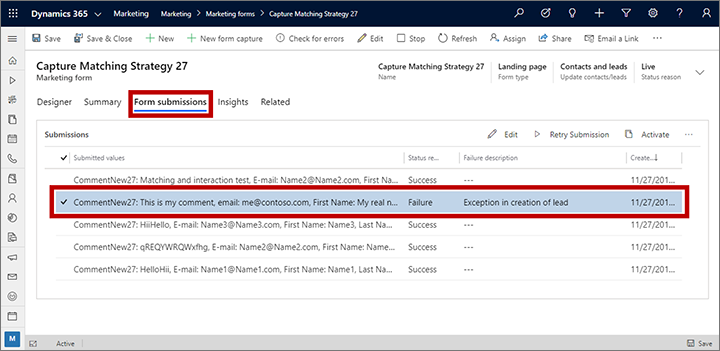 Dynamics 365 Marketing Marketing > Marketing forms > Capture Matching Strategy 27
Save Save & Close New New form capture Check for errors Edit Stop Refresh Assign Share Email a Link ...
Capture Matching Strategy 27 Capture Matching Strategy 27 Landing page Contacts and leads Live
Marketing form Name Form type Update contacts/leads Status reason
Designer Summary Form submissions Insights Related
Submissions Edit Retry Submission Activate ...
Submitted values Status re... Failure description Create...
CommentNew27: Matching and interaction test, E-mail: Name2@Name2.com, First Nam... Success --- 11/27/201...
CommentNew27: This is my comment, email: me@contoso.com, First Name: My real n... Failure Exception in creation of lead 11/27/201...
CommentNew27: HiiHello, E-Mail: Name3@Name3.com, First Name: Name3, Last Na... Success --- 11/27/201...
CommentNew27: qREQYWRQWxfhg, E-mail: Name2@Name2.com, First Name: Name... Success --- 11/27/201...
CommentNew27: HelloHii, E-Mail: Name1@Name1.com, First Name: Name1, Last Nam... Success --- 11/27/201...
M Active Save